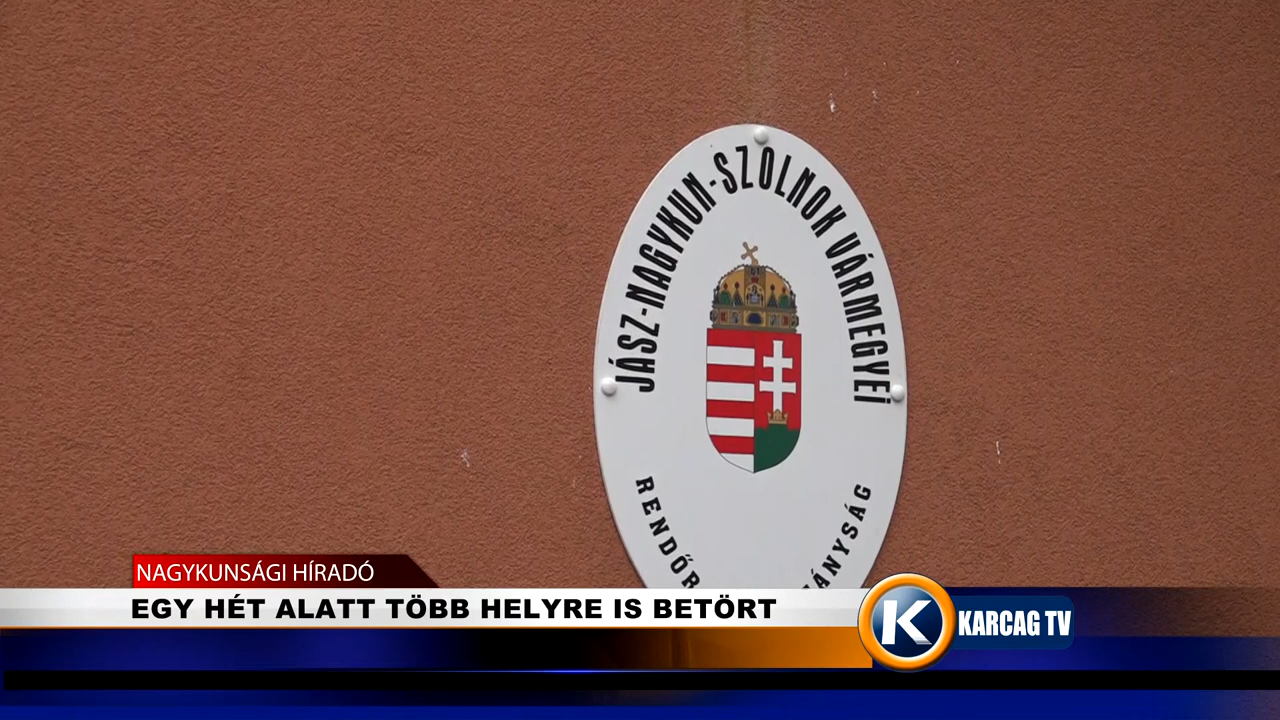 JÁSZ-NAGYKUN-SZOLNOK VÁRMEGYEI
NAGYKUNSÁGI HÍRADÓ
EGY HÉT ALATT TÖBB HELYRE IS BETÖRT
K KARCAG TV